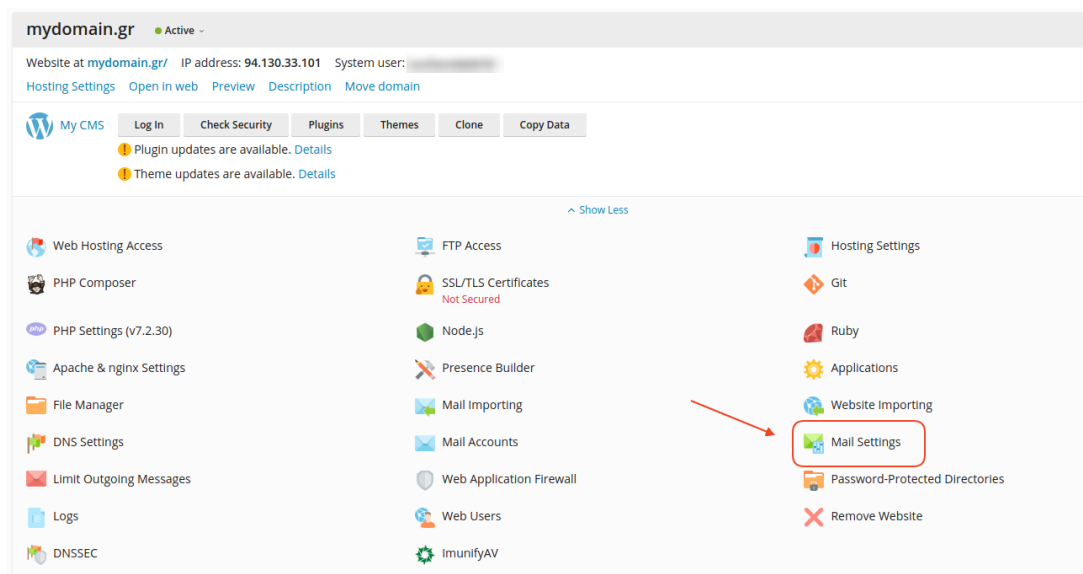 mydomain.gr Active
Website at mydomain.gr/ IP address: 94.130.33.101 System user:
Hosting Settings Open in web Preview Description Move domain
My CMS Log In Check Security Plugins Themes Clone Copy Data
! Plugin updates are available. Details
! Theme updates are available. Details
Show Less
Web Hosting Access FTP Access Hosting Settings
PHP Composer SSL/TLS Certificates Git
Not Secured
php PHP Settings (v7.2.30) Node.js Ruby
Apache & nginx Settings Presence Builder Applications
File Manager Mail Importing Website Importing
DNS Settings Mail Accounts Mail Settings
Limit Outgoing Messages Web Application Firewall Password-Protected Directories
Logs Web Users Remove Website
DNSSEC ImunifyAV